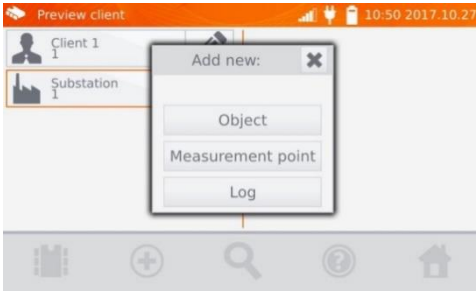 Preview client 10:50 2017.10.27
Client 1
1
Substation
1
Add new:
Object
Measurement point
Log